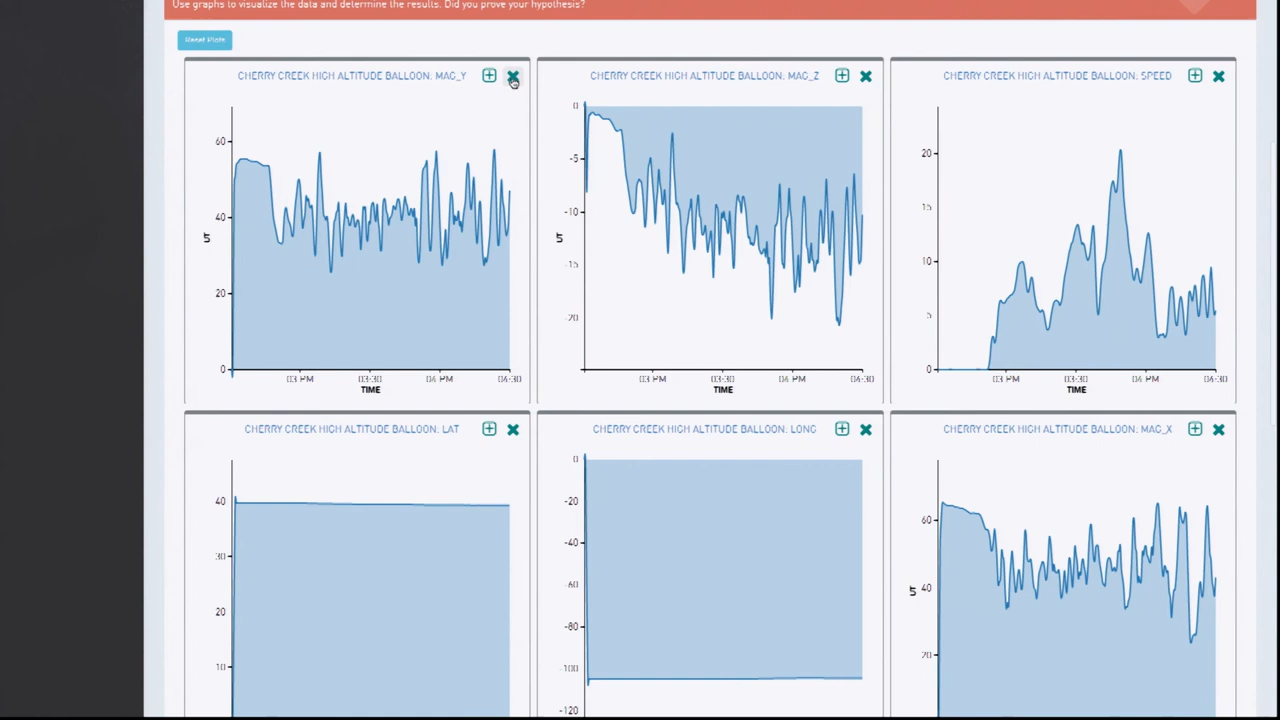 Use graphs to visualize the data and determine the results. Did you prove your hypothesis?
Reset Plots
CHERRY CREEK HIGH ALTITUDE BALLOON: MAG_Y
60
40
20
0
UT
03 PM
03:30
04 PM
04:30
TIME
CHERRY CREEK HIGH ALTITUDE BALLOON: MAG_Z
0
-5
-10
-15
-20
UT
03 PM
03:30
04 PM
04:30
TIME
CHERRY CREEK HIGH ALTITUDE BALLOON: SPEED
20
15
10
5
0
03 PM
03:30
04 PM
04:30
TIME
CHERRY CREEK HIGH ALTITUDE BALLOON: LAT
40
30
20
10
CHERRY CREEK HIGH ALTITUDE BALLOON: LONG
0
-20
-40
-60
-80
-100
-120
CHERRY CREEK HIGH ALTITUDE BALLOON: MAG_X
60
40
20
UT